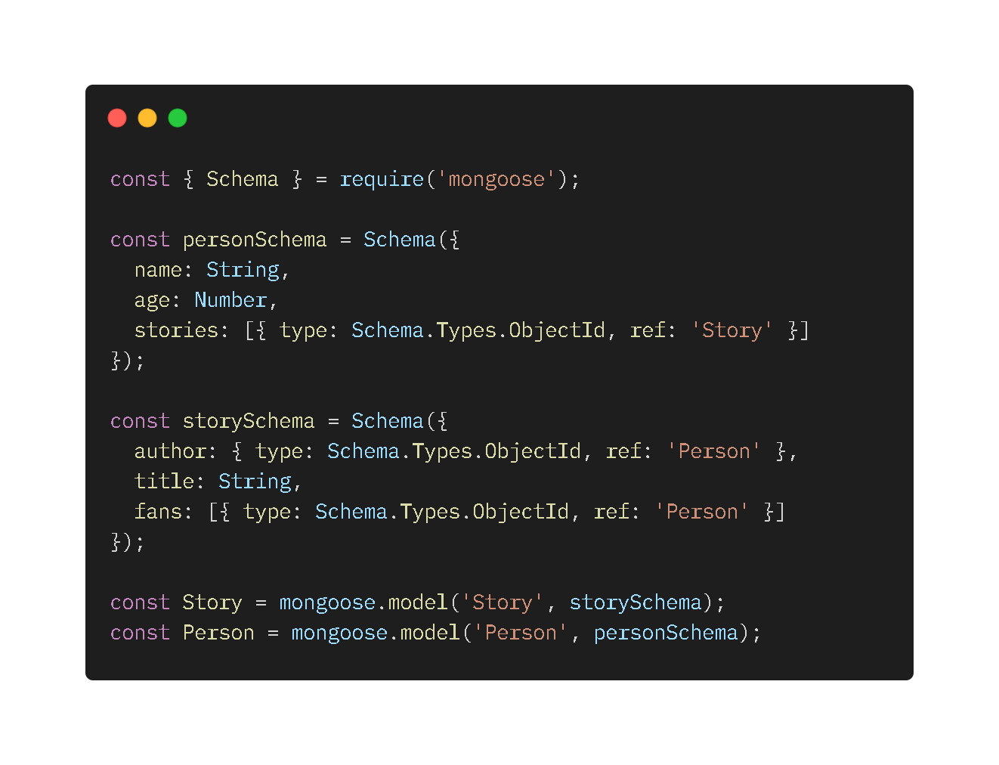 const { Schema } = require('mongoose');
const personSchema = Schema({
  name: String,
  age: Number,
  stories: [{ type: Schema.Types.ObjectId, ref: 'Story' }]
});
const storySchema = Schema({
  author: { type: Schema.Types.ObjectId, ref: 'Person' },
  title: String,
  fans: [{ type: Schema.Types.ObjectId, ref: 'Person' }]
});
const Story = mongoose.model('Story', storySchema);
const Person = mongoose.model('Person', personSchema);